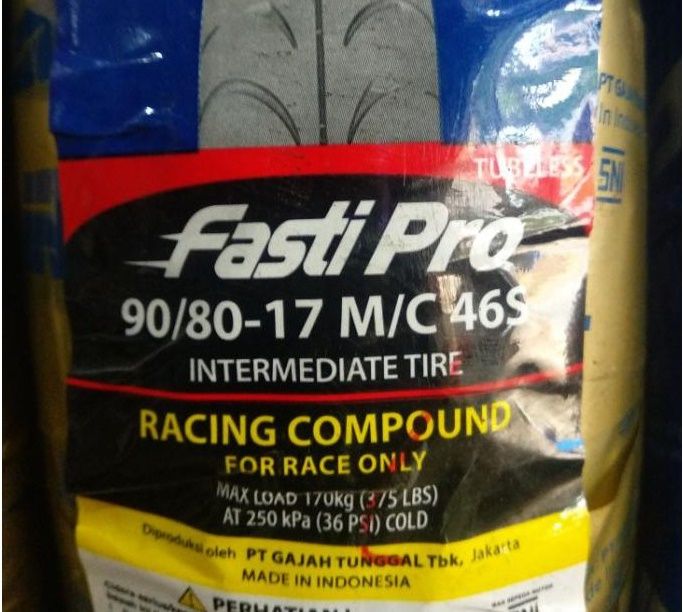 TUBELESS
SNI
Fasti Pro
90/80-17 M/C 46S
INTERMEDIATE TIRE
RACING COMPOUND
FOR RACE ONLY
MAX LOAD 170kg (375 LBS)
AT 250 kPa (36 PSI) COLD
Diproduksi oleh PT GAJAH TUNGGAL Tbk, Jakarta
MADE IN INDONESIA
PERHATIAN